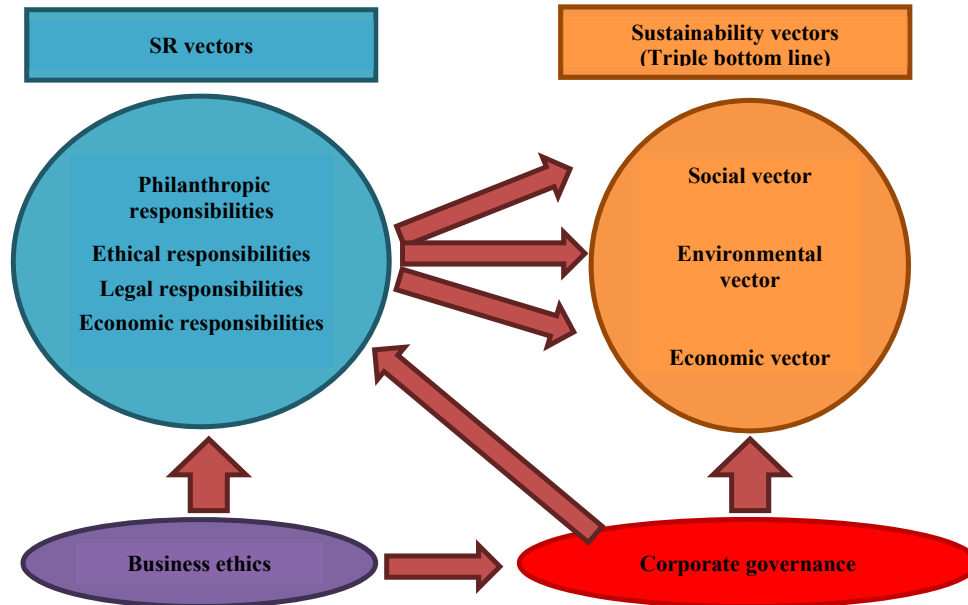 SR vectors
Sustainability vectors
(Triple bottom line)
Philanthropic
responsibilities
Ethical responsibilities
Legal responsibilities
Economic responsibilities
Social vector
Environmental
vector
Economic vector
Business ethics
Corporate governance